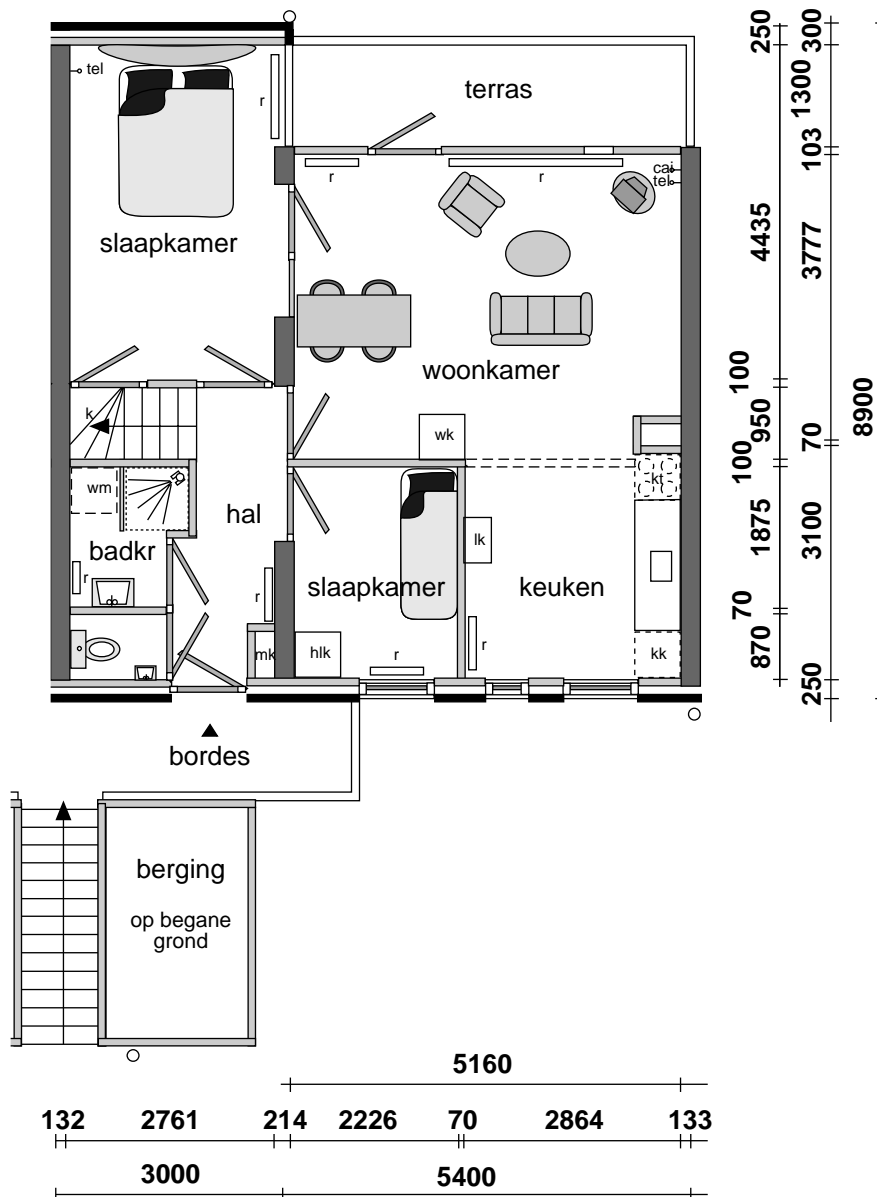 tel
r
terras
r
r
cai
tel
slaapkamer
woonkamer
k
wk
wm
kt
hal
lk
badkr
slaapkamer
keuken
r
r
r
mk
hlk
r
kk
bordes
berging
op begane
grond
250
300
1300
103
4435
3777
100
950
70
8900
100
1875
3100
70
870
250
5160
132
2761
214
2226
70
2864
133
3000
5400